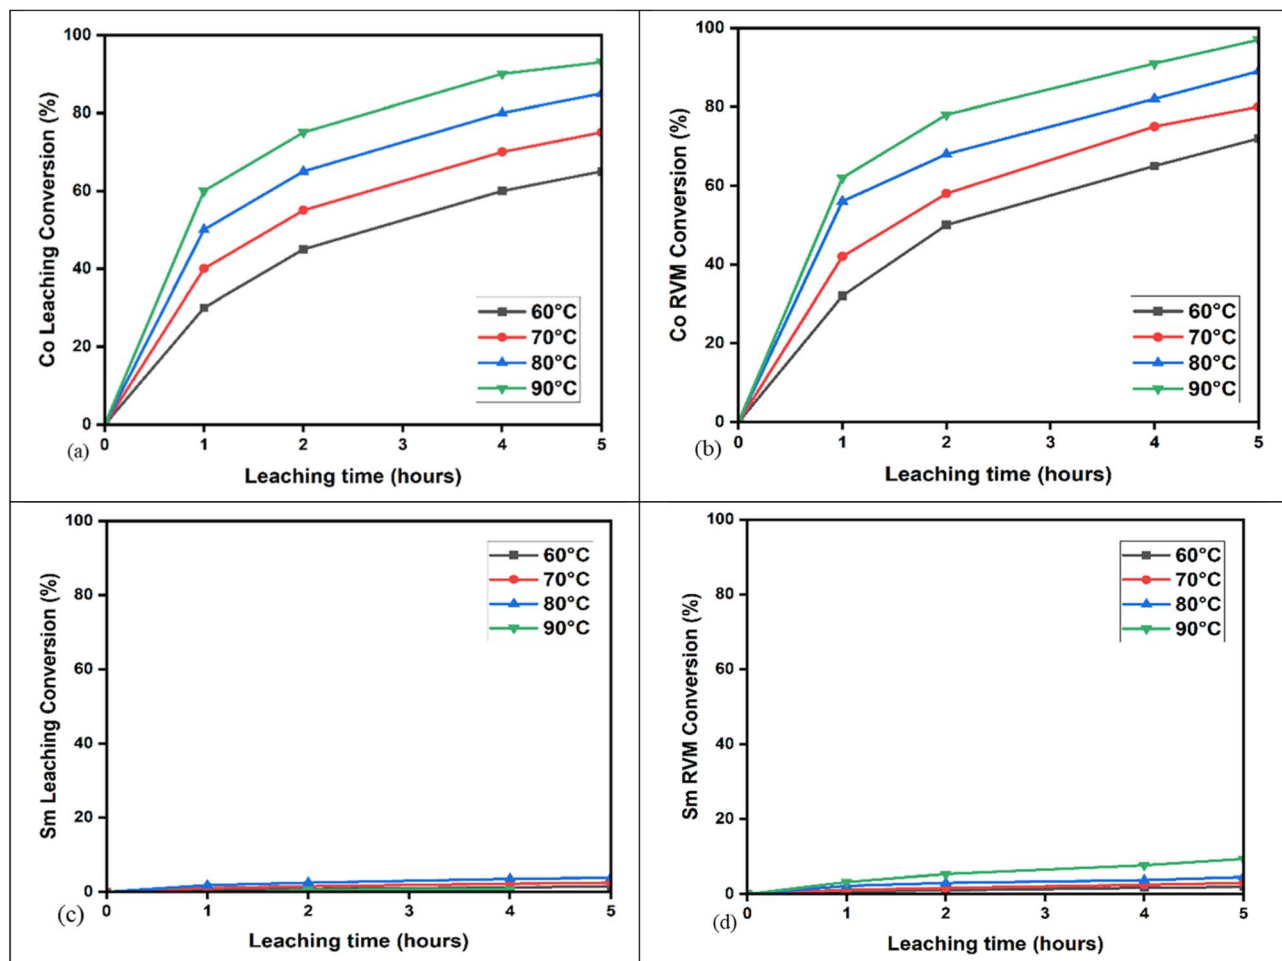 100
80
60
40
20
0
Co Leaching Conversion (%)
60°C
70°C
80°C
90°C
0 1 2 3 4 5
Leaching time (hours)
(a)
100
80
60
40
20
0
Co RVM Conversion (%)
60°C
70°C
80°C
90°C
0 1 2 3 4 5
Leaching time (hours)
(b)
100
80
60
40
20
0
Sm Leaching Conversion (%)
60°C
70°C
80°C
90°C
0 1 2 3 4 5
Leaching time (hours)
(c)
100
80
60
40
20
0
Sm RVM Conversion (%)
60°C
70°C
80°C
90°C
0 1 2 3 4 5
Leaching time (hours)
(d)